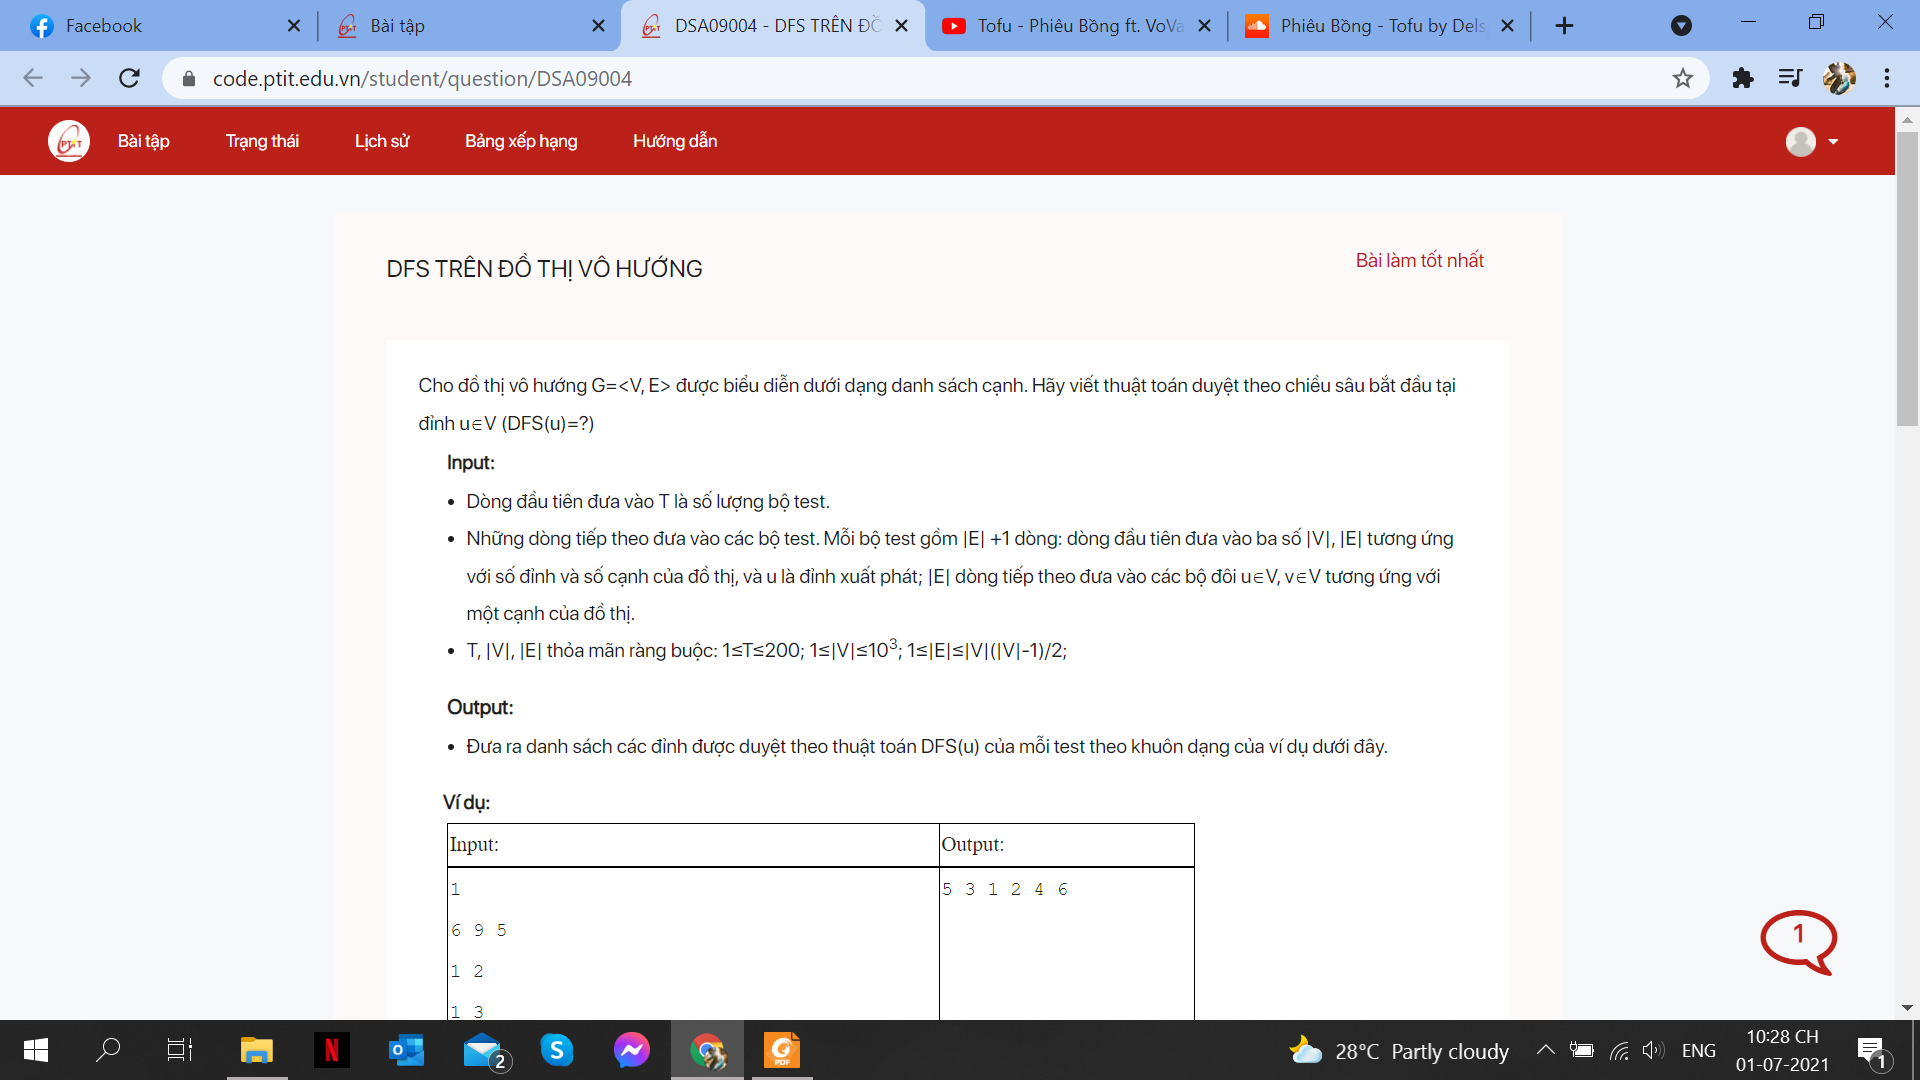 Facebook
Bài tập
DSA09004 - DFS TRÊN ĐỒ
Tofu - Phiêu Bồng ft. VoVa
Phiêu Bồng - Tofu by Dels
code.ptit.edu.vn/student/question/DSA09004
PTIT
Bài tập
Trạng thái
Lịch sử
Bảng xếp hạng
Hướng dẫn
DFS TRÊN ĐỒ THỊ VÔ HƯỚNG
Bài làm tốt nhất
Cho đồ thị vô hướng G=<V, E> được biểu diễn dưới dạng danh sách cạnh. Hãy viết thuật toán duyệt theo chiều sâu bắt đầu tại
đỉnh u∈V (DFS(u)=?)
Input:
• Dòng đầu tiên đưa vào T là số lượng bộ test.
• Những dòng tiếp theo đưa vào các bộ test. Mỗi bộ test gồm |E| +1 dòng: dòng đầu tiên đưa vào ba số |V|, |E| tương ứng
với số đỉnh và số cạnh của đồ thị, và u là đỉnh xuất phát; |E| dòng tiếp theo đưa vào các bộ đôi u∈V, v∈V tương ứng với
một cạnh của đồ thị.
• T, |V|, |E| thỏa mãn ràng buộc: 1≤T≤200; 1≤|V|≤10³; 1≤|E|≤|V|(|V|-1)/2;
Output:
• Đưa ra danh sách các đỉnh được duyệt theo thuật toán DFS(u) của mỗi test theo khuôn dạng của ví dụ dưới đây.
Ví dụ:
Input:
Output:
1
5 3 1 2 4 6
6 9 5
1 2
1 3
1
2
PDF
28°C Partly cloudy
ENG
10:28 CH
01-07-2021
1